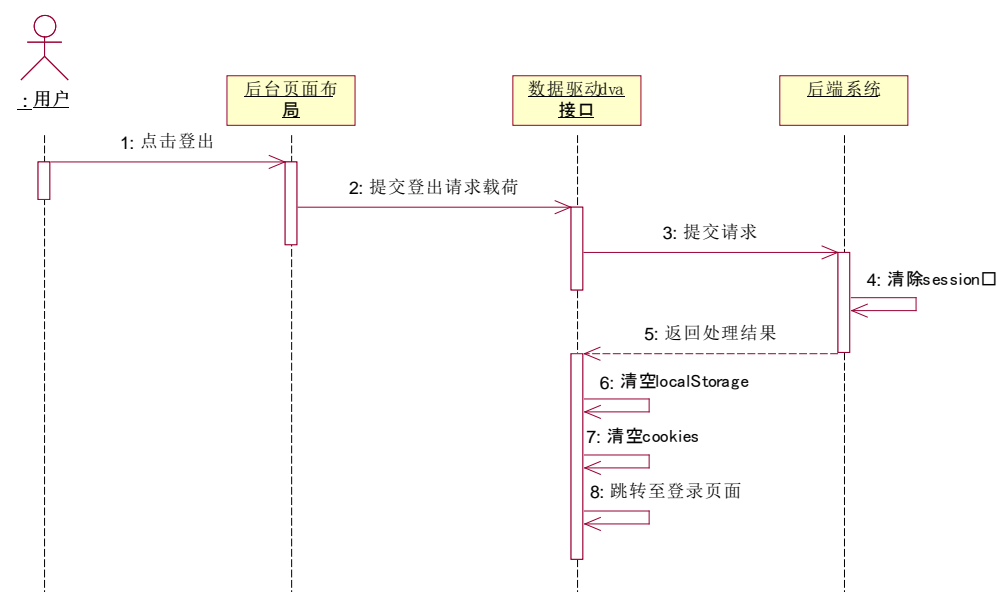 : 用户
后台页面布
局
数据驱动dva
接口
后端系统
1: 点击登出
2: 提交登出请求载荷
3: 提交请求
4: 清除session口
5: 返回处理结果
6: 清空localStorage
7: 清空cookies
8: 跳转至登录页面